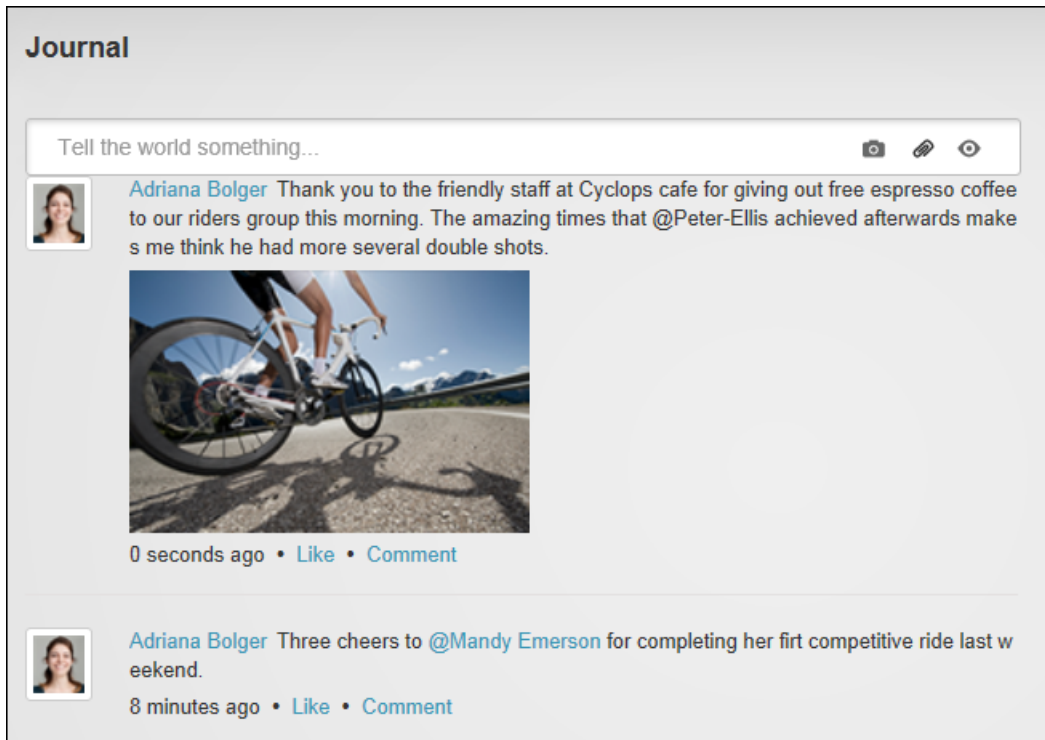 Journal
Tell the world something...
Adriana Bolger Thank you to the friendly staff at Cyclops cafe for giving out free espresso coffee
to our riders group this morning. The amazing times that @Peter-Ellis achieved afterwards make
s me think he had more several double shots.
0 seconds ago • Like • Comment
Adriana Bolger Three cheers to @Mandy Emerson for completing her firt competitive ride last w
eekend.
8 minutes ago • Like • Comment